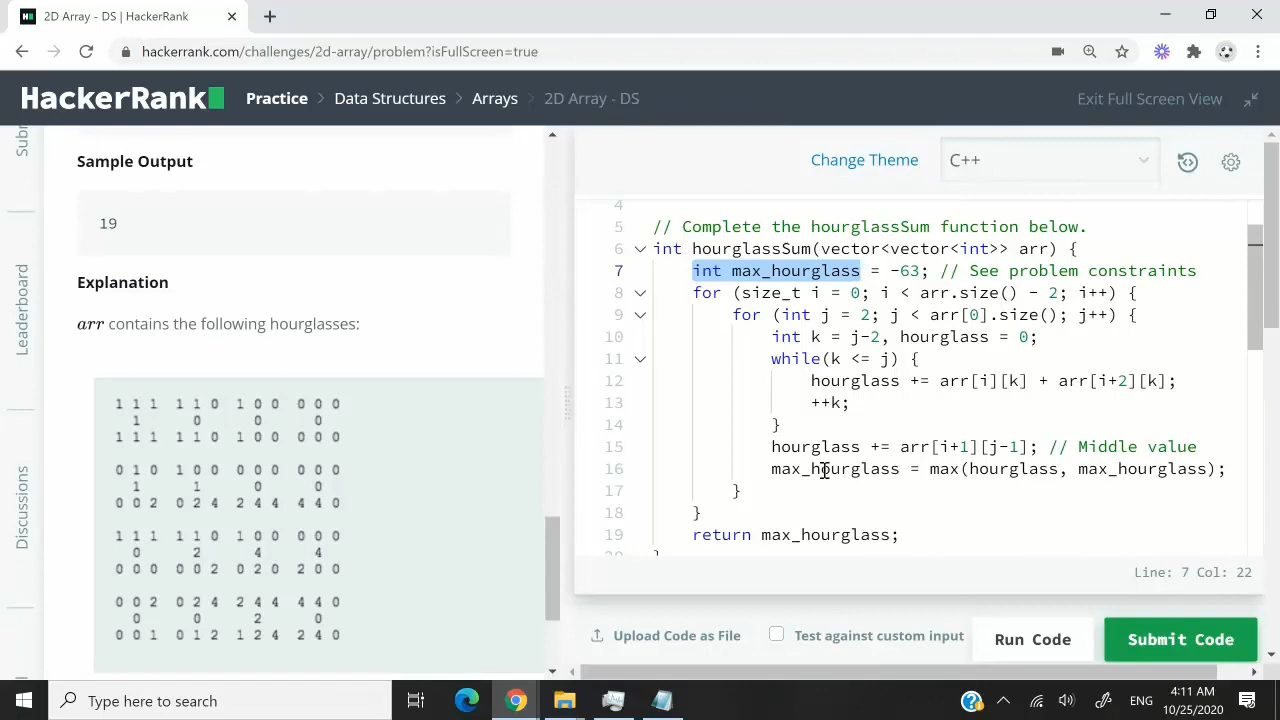 2D Array - DS | HackerRank
hackerrank.com/challenges/2d-array/problem?isFullScreen=true
HackerRank
Practice > Data Structures > Arrays > 2D Array - DS
Exit Full Screen View
Leaderboard
Discussions
Sample Output
19
Explanation
arr contains the following hourglasses:
1 1 1 1 1 0 1 0 0 0 0 0
1 0 0 0
1 1 1 1 1 0 1 0 0 0 0 0
0 1 0 1 0 0 0 0 0 0 0 0
1 1 0 0
0 0 2 0 2 4 2 4 4 4 4 0
1 1 1 1 1 0 1 0 0 0 0 0
0 2 4 4
0 0 0 0 0 2 0 2 0 2 0 0
0 0 2 0 2 4 2 4 4 4 4 0
0 0 2 0
0 0 1 0 1 2 1 2 4 2 4 0
Change Theme
C++
4
5 // Complete the hourglassSum function below.
6 int hourglassSum(vector<vector<int>> arr) {
7 int max_hourglass = -63; // See problem constraints
8 for (size_t i = 0; i < arr.size() - 2; i++) {
9 for (int j = 2; j < arr[0].size(); j++) {
10 int k = j-2, hourglass = 0;
11 while(k <= j) {
12 hourglass += arr[i][k] + arr[i+2][k];
13 ++k;
14 }
15 hourglass += arr[i+1][j-1]; // Middle value
16 max_hourglass = max(hourglass, max_hourglass);
17 }
18 }
19 return max_hourglass;
Line: 7 Col: 22
Upload Code as File
Test against custom input
Run Code
Submit Code
Type here to search
ENG
4:11 AM
10/25/2020